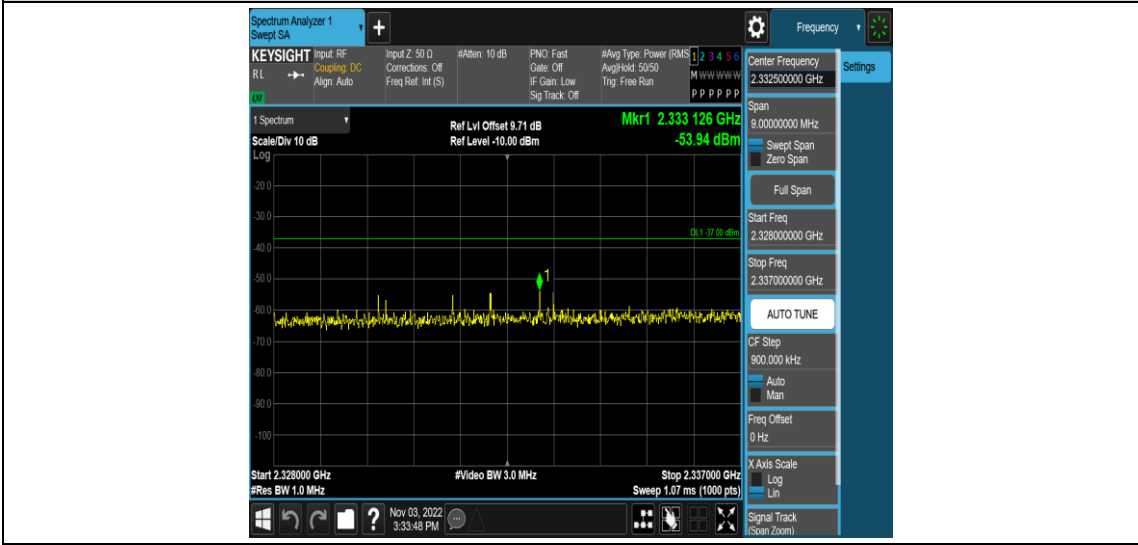 Spectrum Analyzer 1
Swept SA
+
Frequency
KEYSIGHT
RL
LM
Input: RF
Coupling: DC
Align: Auto
Input Z: 50 Ω
Corrections: Off
Freq Ref: Int (S)
#Atten: 10 dB
PNO: Fast
Gate: Off
IF Gain: Low
Sig Track: Off
#Avg Type: Power (RMS
Avg|Hold: 50/50
Trig: Free Run
1 2 3 4 5 6
M W W W W W
P P P P P P
1 Spectrum
Scale/Div 10 dB
Log
Ref Lvl Offset 9.71 dB
Ref Level -10.00 dBm
Mkr1 2.333 126 GHz
-53.94 dBm
-20.0
-30.0
DL1 -37.00 dBm
-40.0
-50.0
1
-60.0
-70.0
-80.0
-90.0
-100
Start 2.328000 GHz
#Res BW 1.0 MHz
#Video BW 3.0 MHz
Stop 2.337000 GHz
Sweep 1.07 ms (1000 pts)
?
Nov 03, 2022
3:33:48 PM
Center Frequency
2.332500000 GHz
Settings
Span
9.00000000 MHz
Swept Span
Zero Span
Full Span
Start Freq
2.328000000 GHz
Stop Freq
2.337000000 GHz
AUTO TUNE
CF Step
900.000 kHz
Auto
Man
Freq Offset
0 Hz
X Axis Scale
Log
Lin
Signal Track
(Span Zoom)